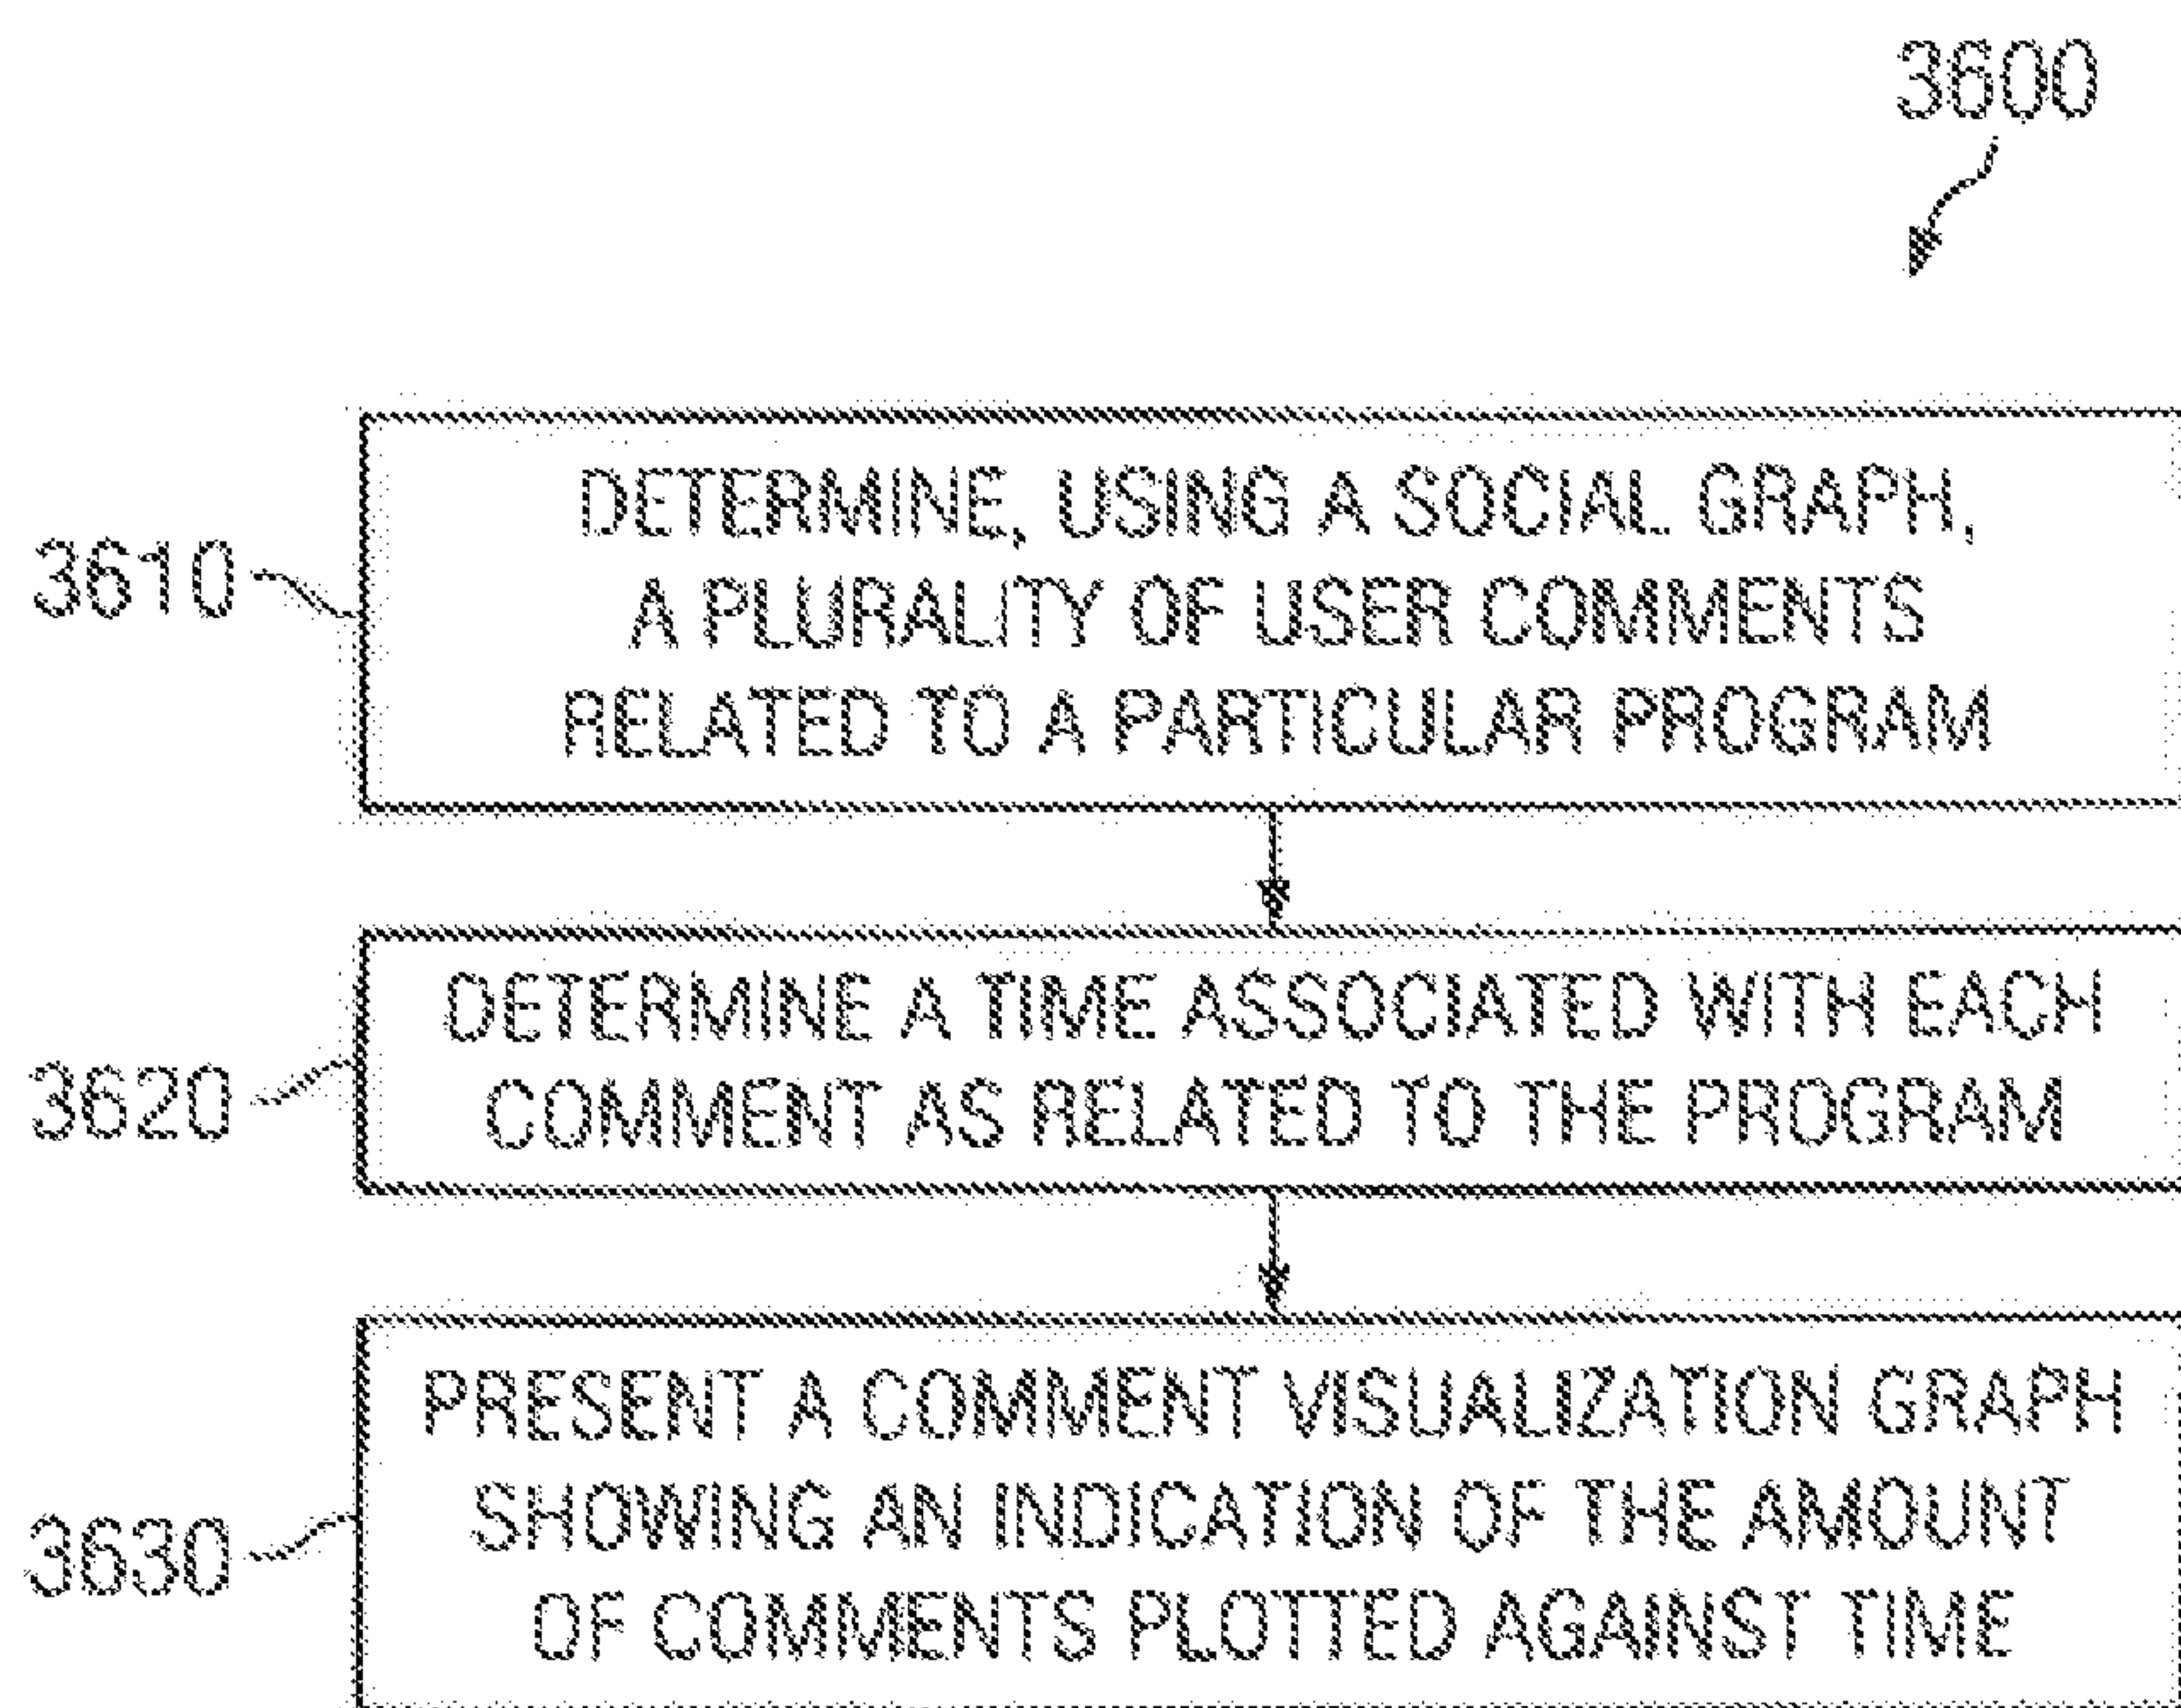 3600
3610
DETERMINE, USING A SOCIAL GRAPH,
A PLURALITY OF USER COMMENTS
RELATED TO A PARTICULAR PROGRAM
3620
DETERMINE A TIME ASSOCIATED WITH EACH
COMMENT AS RELATED TO THE PROGRAM
3630
PRESENT A COMMENT VISUALIZATION GRAPH
SHOWING AN INDICATION OF THE AMOUNT
OF COMMENTS PLOTTED AGAINST TIME